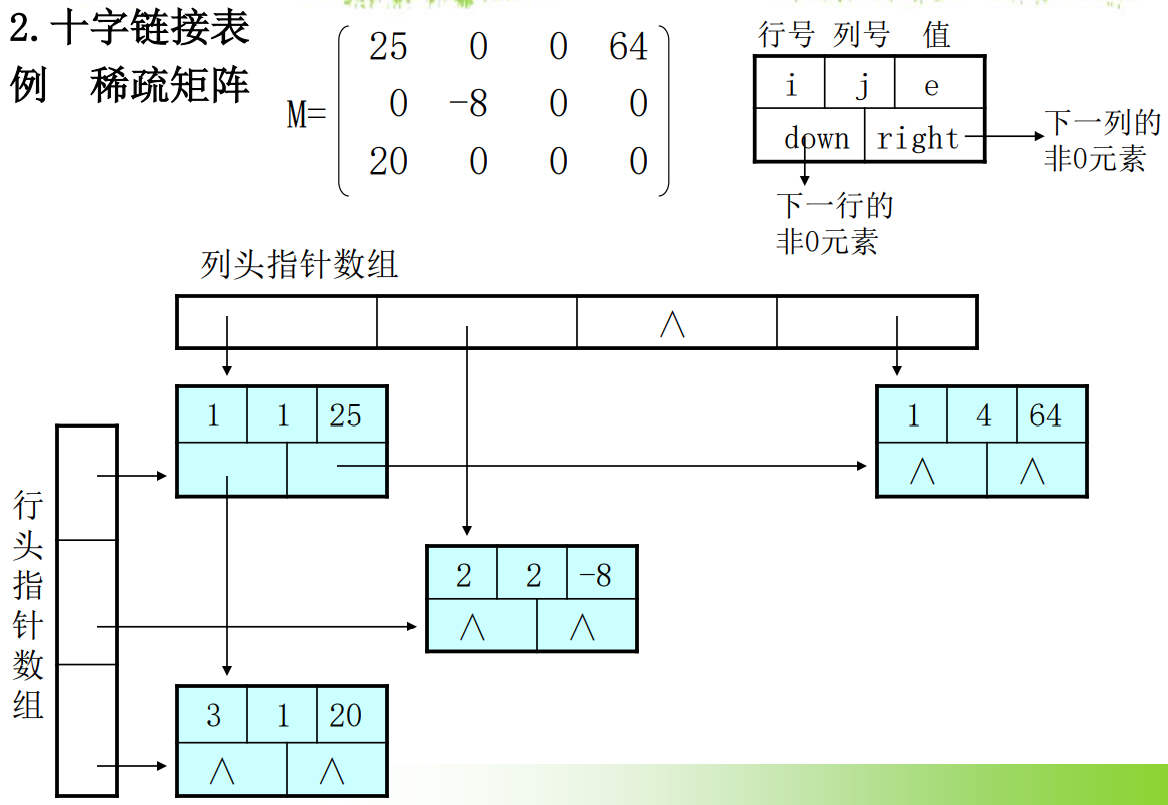 2.十字链接表
例 稀疏矩阵
M=
25 0 0 64
0 -8 0 0
20 0 0 0
行号 列号 值
i j e
down right
下一列的
非0元素
下一行的
非0元素
列头指针数组
∧
1 1 25
1 4 64
∧ ∧
行头指针数组
2 2 -8
∧ ∧
3 1 20
∧ ∧